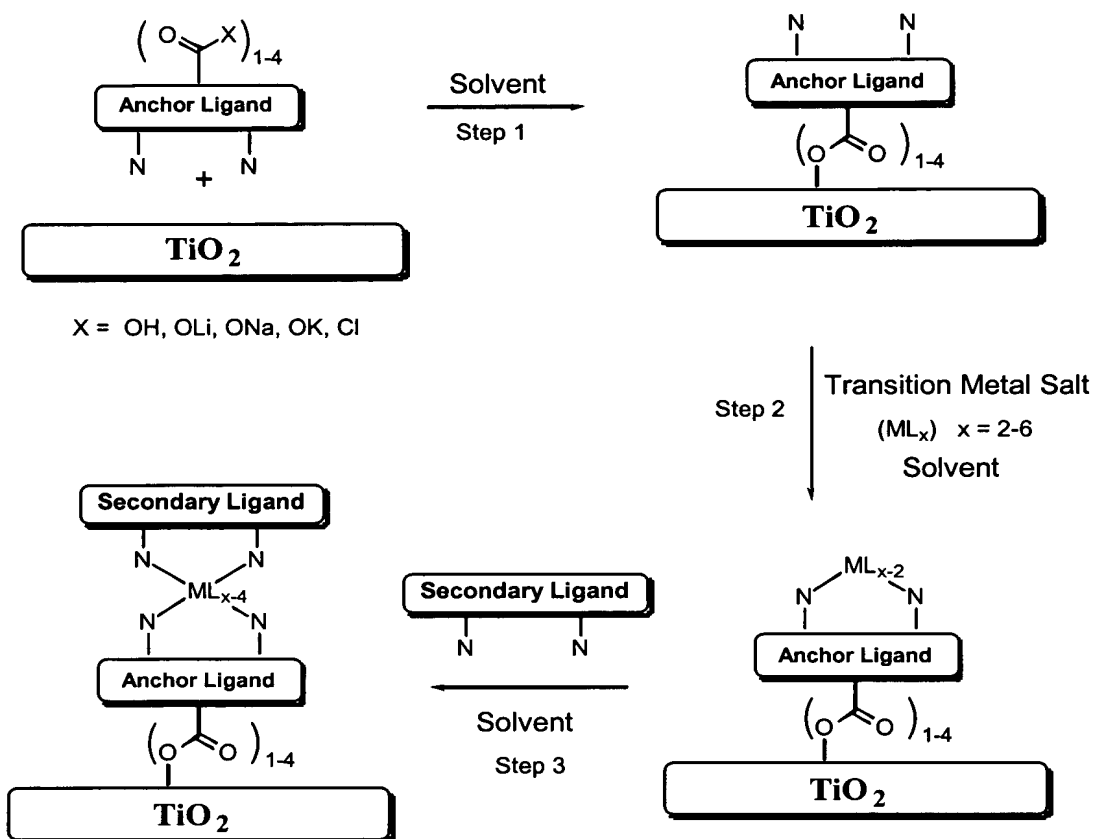 ( O X )1-4
Anchor Ligand
N N
+
TiO2
X = OH, OLi, ONa, OK, Cl
Solvent
Step 1
N N
Anchor Ligand
( O O )1-4
TiO2
Step 2
Transition Metal Salt
(MLx) x = 2-6
Solvent
MLx-2
N N
Anchor Ligand
( O O )1-4
TiO2
Secondary Ligand
N N
Solvent
Step 3
Secondary Ligand
N N
MLx-4
N N
Anchor Ligand
( O O )1-4
TiO2